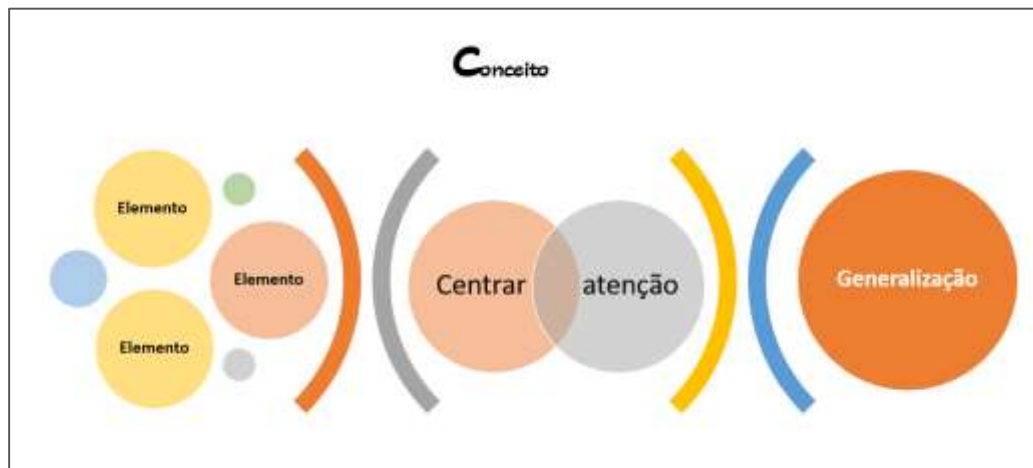 Conceito
Elemento
Elemento
Elemento
Centrar
atenção
Generalização